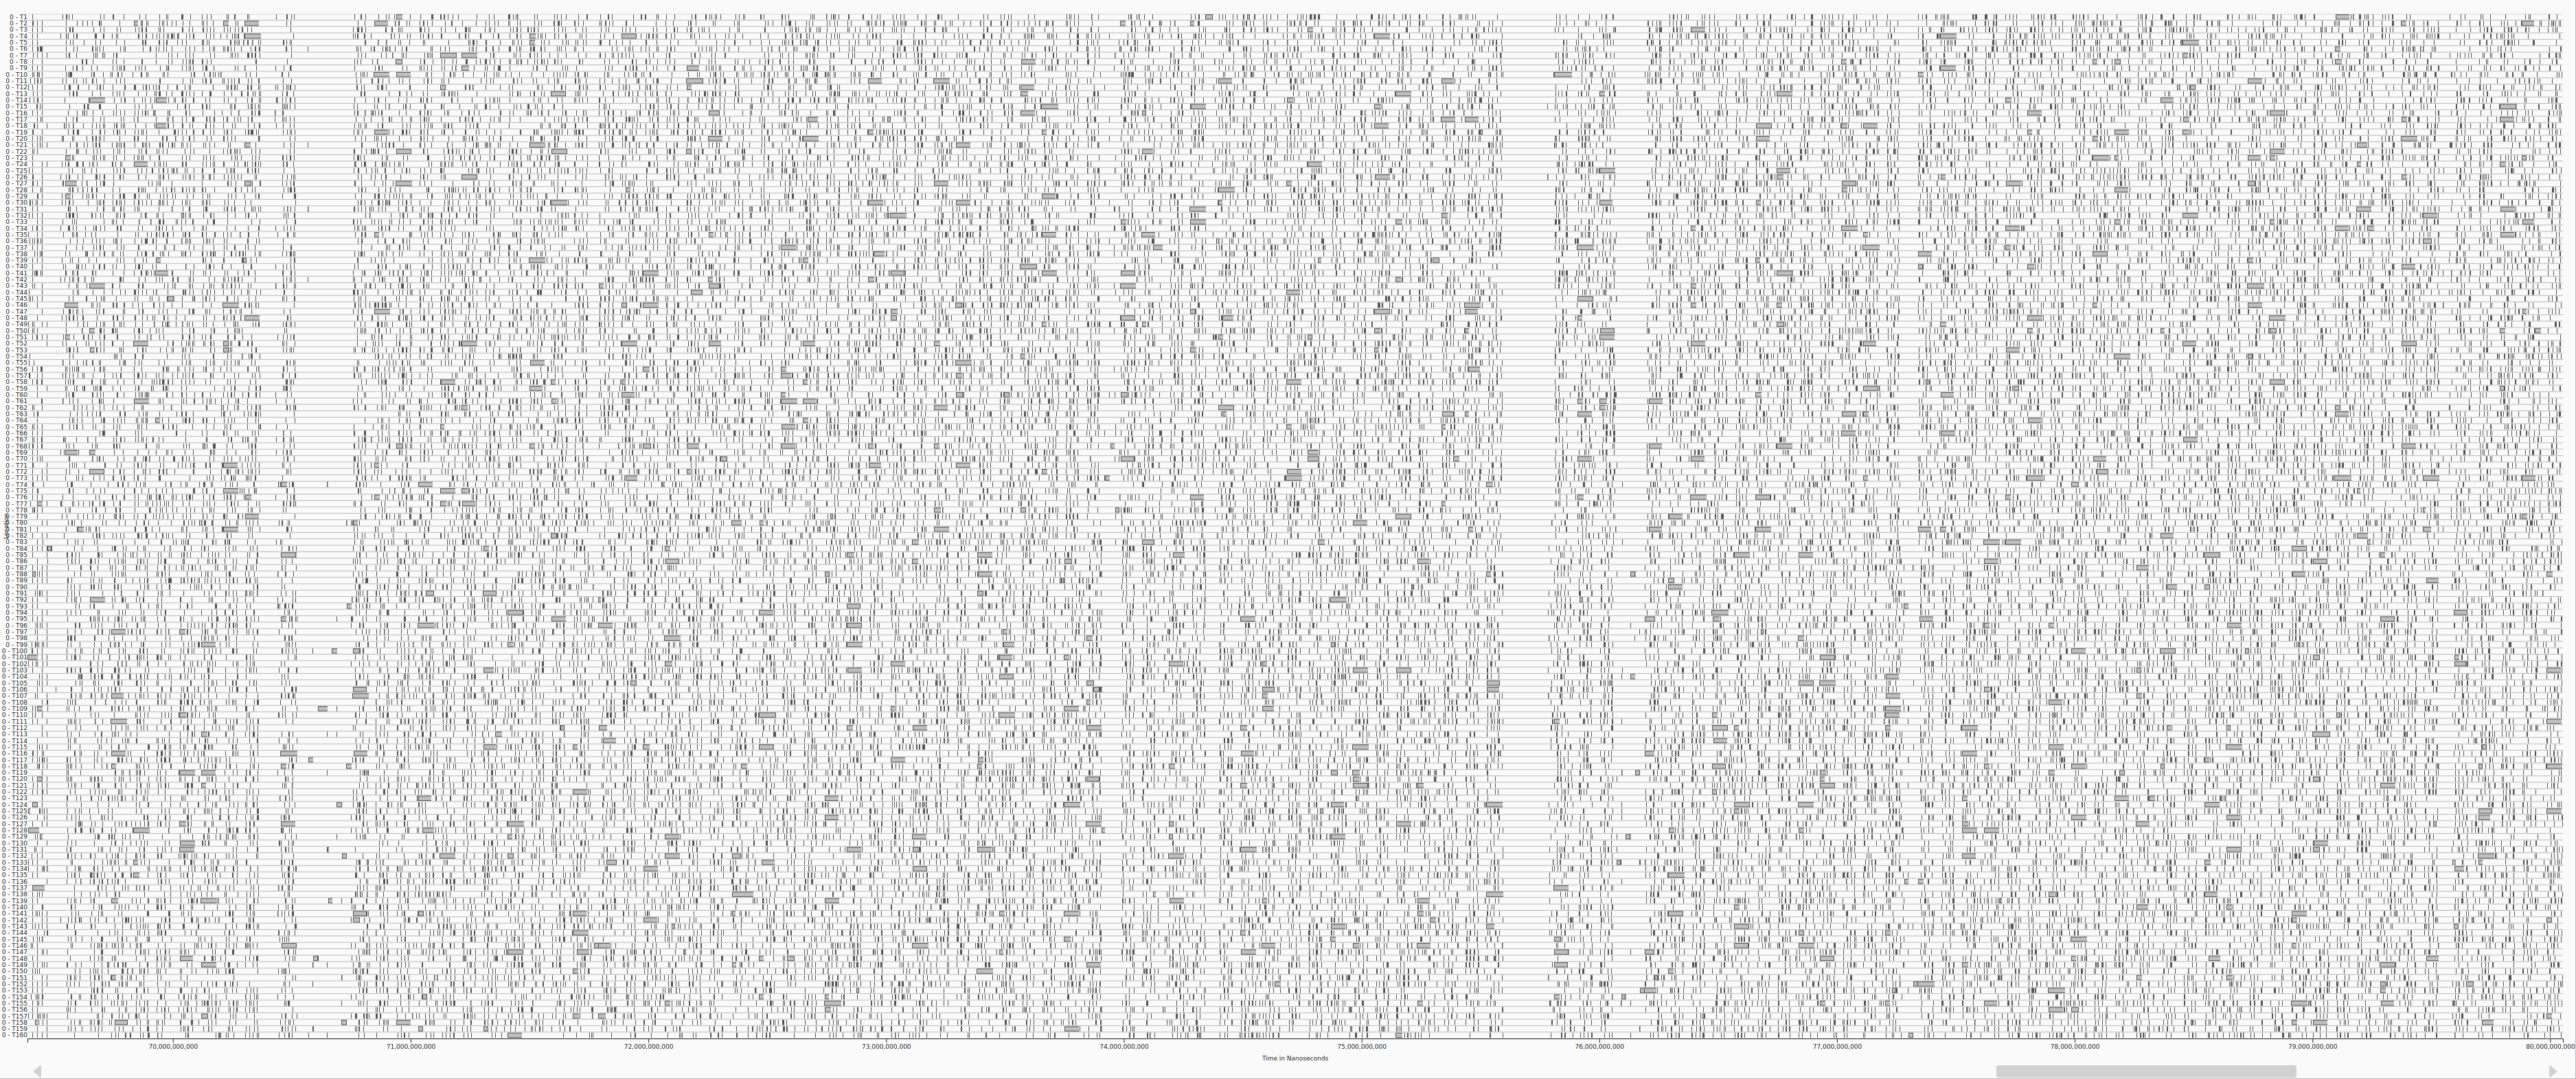 0 - T1
0 - T2
0 - T3
0 - T4
0 - T5
0 - T6
0 - T7
0 - T8
0 - T9
0 - T10
0 - T11
0 - T12
0 - T13
0 - T14
0 - T15
0 - T16
0 - T17
0 - T18
0 - T19
0 - T20
0 - T21
0 - T22
0 - T23
0 - T24
0 - T25
0 - T26
0 - T27
0 - T28
0 - T29
0 - T30
0 - T31
0 - T32
0 - T33
0 - T34
0 - T35
0 - T36
0 - T37
0 - T38
0 - T39
0 - T40
0 - T41
0 - T42
0 - T43
0 - T44
0 - T45
0 - T46
0 - T47
0 - T48
0 - T49
0 - T50
0 - T51
0 - T52
0 - T53
0 - T54
0 - T55
0 - T56
0 - T57
0 - T58
0 - T59
0 - T60
0 - T61
0 - T62
0 - T63
0 - T64
0 - T65
0 - T66
0 - T67
0 - T68
0 - T69
0 - T70
0 - T71
0 - T72
0 - T73
0 - T74
0 - T75
0 - T76
0 - T77
0 - T78
0 - T79
0 - T80
0 - T81
0 - T82
0 - T83
0 - T84
0 - T85
0 - T86
0 - T87
0 - T88
0 - T89
0 - T90
0 - T91
0 - T92
0 - T93
0 - T94
0 - T95
0 - T96
0 - T97
0 - T98
0 - T99
0 - T100
0 - T101
0 - T102
0 - T103
0 - T104
0 - T105
0 - T106
0 - T107
0 - T108
0 - T109
0 - T110
0 - T111
0 - T112
0 - T113
0 - T114
0 - T115
0 - T116
0 - T117
0 - T118
0 - T119
0 - T120
0 - T121
0 - T122
0 - T123
0 - T124
0 - T125
0 - T126
0 - T127
0 - T128
0 - T129
0 - T130
0 - T131
0 - T132
0 - T133
0 - T134
0 - T135
0 - T136
0 - T137
0 - T138
0 - T139
0 - T140
0 - T141
0 - T142
0 - T143
0 - T144
0 - T145
0 - T146
0 - T147
0 - T148
0 - T149
0 - T150
0 - T151
0 - T152
0 - T153
0 - T154
0 - T155
0 - T156
0 - T157
0 - T158
0 - T159
0 - T160
70,000,000,000 71,000,000,000 72,000,000,000 73,000,000,000 74,000,000,000 75,000,000,000 76,000,000,000 77,000,000,000 78,000,000,000 79,000,000,000 80,000,000,000
Time in Nanoseconds